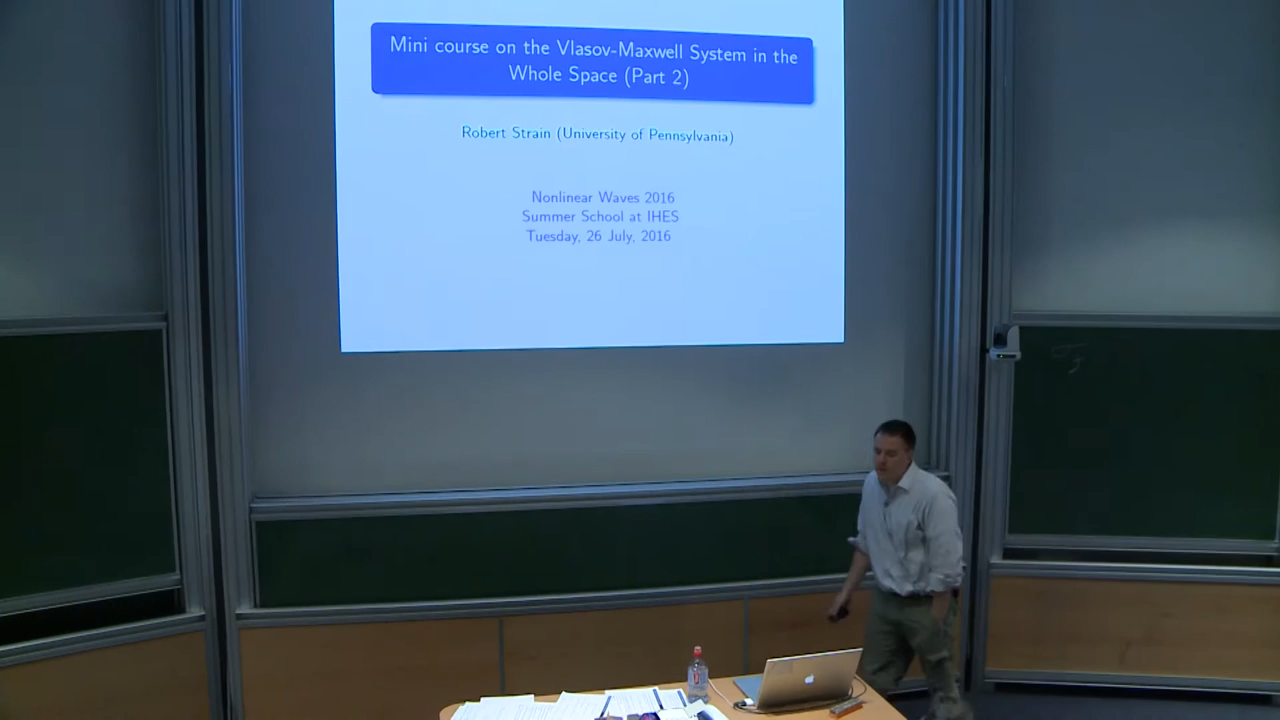 Mini course on the Vlasov-Maxwell System in the
Whole Space (Part 2)
Robert Strain (University of Pennsylvania)
Nonlinear Waves 2016
Summer School at IHES
Tuesday, 26 July, 2016